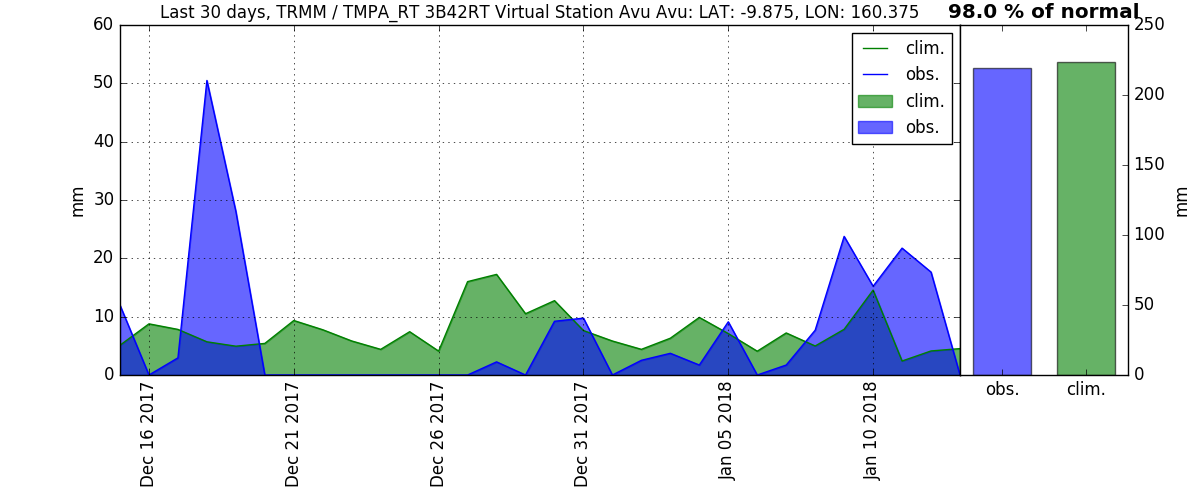 Last 30 days, TRMM / TMPA_RT 3B42RT Virtual Station Avu Avu: LAT: -9.875, LON: 160.375
98.0 % of normal
60
50
40
30
20
10
0
mm
clim.
obs.
clim.
obs.
Dec 16 2017
Dec 21 2017
Dec 26 2017
Dec 31 2017
Jan 05 2018
Jan 10 2018
250
200
150
100
50
0
mm
obs.
clim.